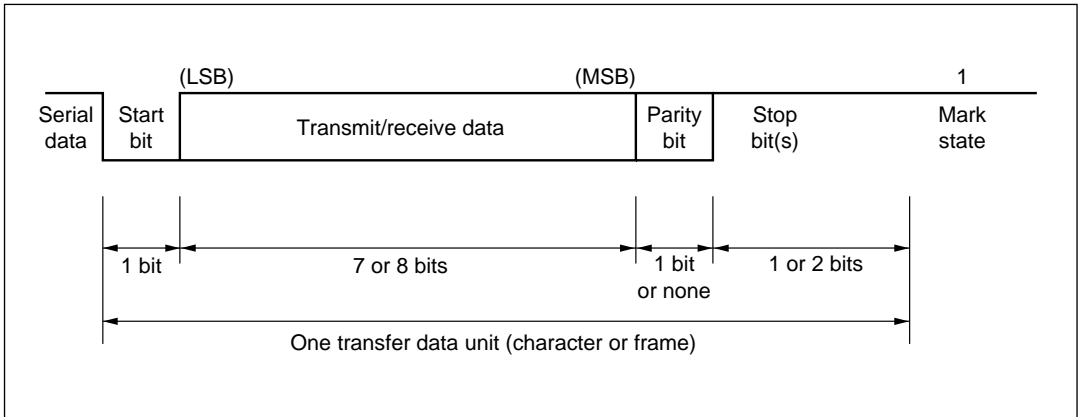 (LSB) (MSB) 1
Serial data
Start bit
Transmit/receive data
Parity bit
Stop bit(s)
Mark state
1 bit
7 or 8 bits
1 bit or none
1 or 2 bits
One transfer data unit (character or frame)